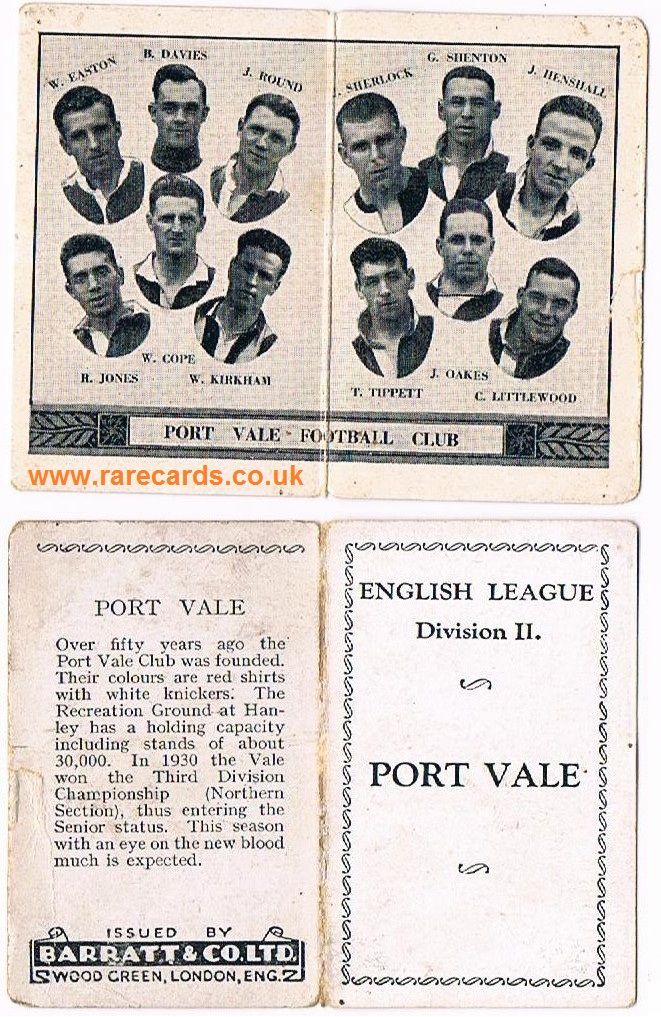 W. EASTON
B. DAVIES
J. ROUND
SHERLOCK
G. SHENTON
J. HENSHALL
W. COPE
R. JONES
W. KIRKHAM
J. OAKES
T. TIPPETT
C. LITTLEWOOD
PORT VALE FOOTBALL CLUB
www.rarecards.co.uk
PORT VALE
Over fifty years ago the
Port Vale Club was founded.
Their colours are red shirts
with white knickers. The
Recreation Ground at Han-
ley has a holding capacity
including stands of about
30,000. In 1930 the Vale
won the Third Division
Championship (Northern
Section), thus entering the
Senior status. This season
with an eye on the new blood
much is expected.
ISSUED BY
BARRATT & CO. LTD
WOOD GREEN, LONDON, ENG.
ENGLISH LEAGUE
Division II.
PORT VALE